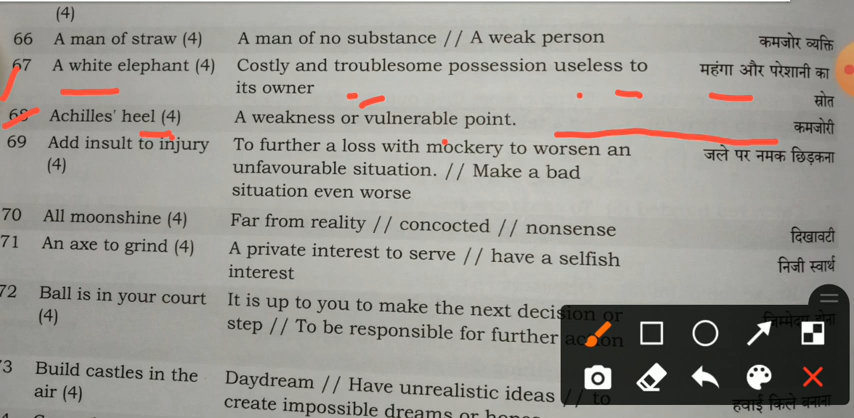 (4)
66 A man of straw (4) A man of no substance // A weak person कमजोर व्यक्ति
67 A white elephant (4) Costly and troublesome possession useless to महंगा और परेशानी का
its owner स्रोत
68 Achilles' heel (4) A weakness or vulnerable point. कमजोरी
69 Add insult to injury To further a loss with mockery to worsen an जले पर नमक छिड़कना
(4) unfavourable situation. // Make a bad
situation even worse
70 All moonshine (4) Far from reality // concocted // nonsense दिखावटी
71 An axe to grind (4) A private interest to serve // have a selfish निजी स्वार्थ
interest
72 Ball is in your court It is up to you to make the next decision or जिम्मेदार होना
(4) step // To be responsible for further action
3 Build castles in the Daydream // Have unrealistic ideas // to हवाई किले बनाना
air (4) create impossible dreams or